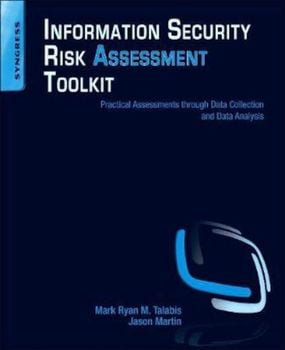 SYNGRESS
INFORMATION SECURITY
RISK ASSESSMENT
TOOLKIT
Practical Assessments through Data Collection
and Data Analysis
Mark Ryan M. Talabis
Jason Martin